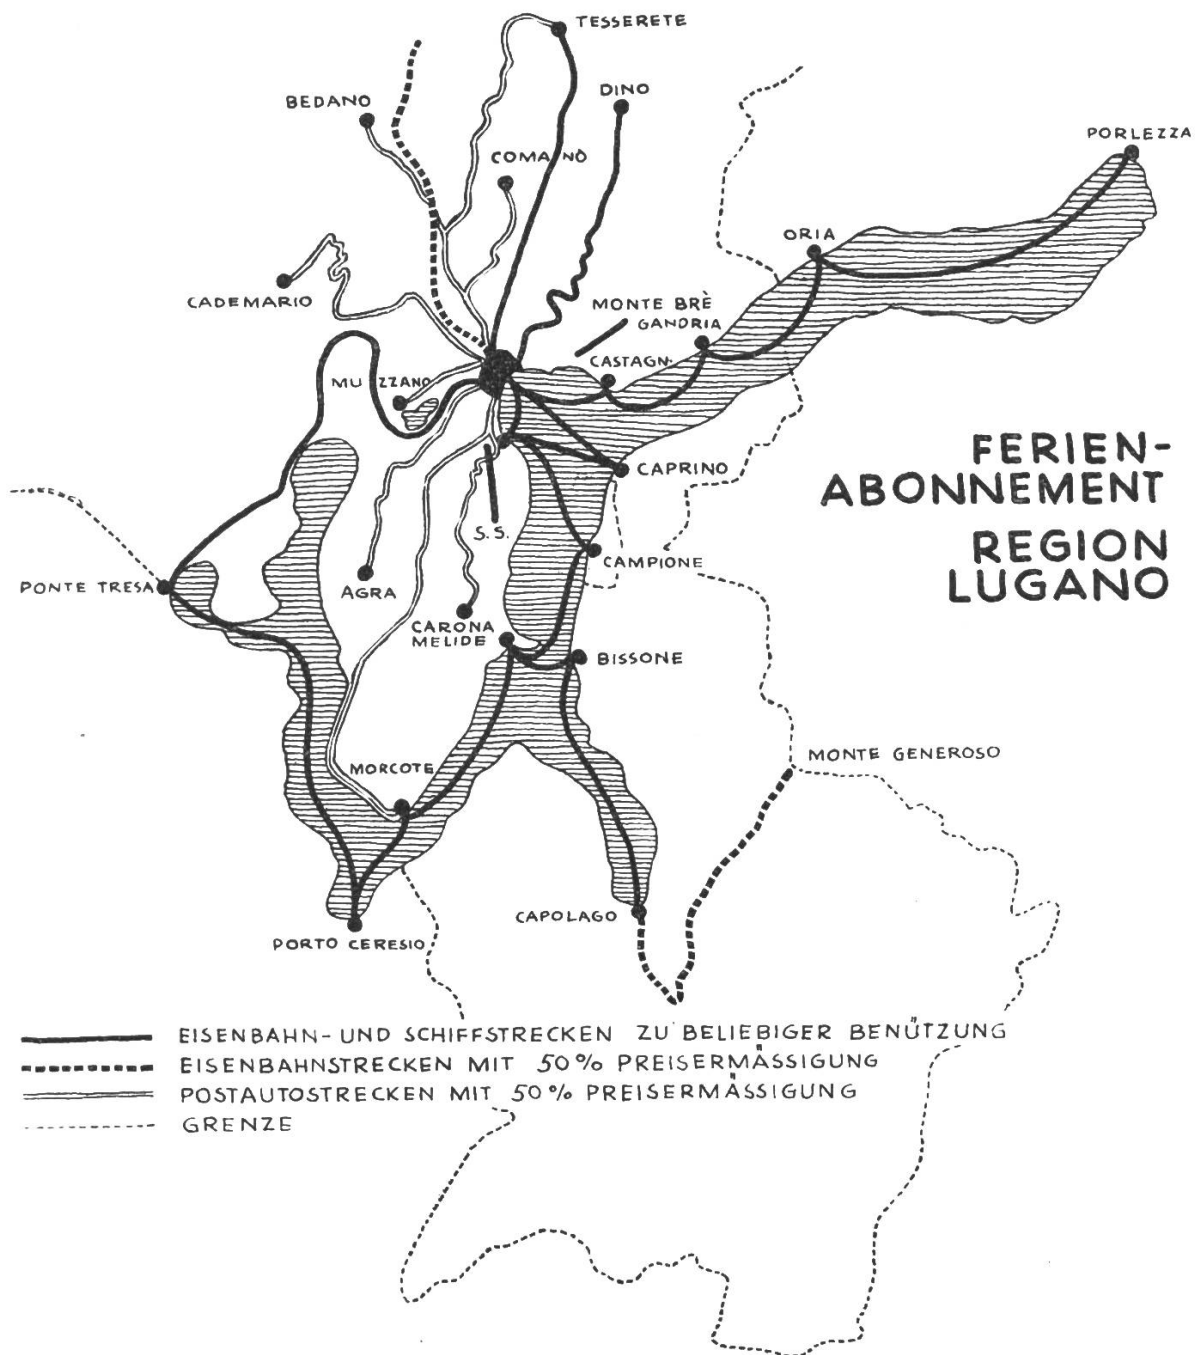 TESSERETE
DINO
BEDANO
COMANÒ
PORLEZZA
ORIA
CADEMARIO
MONTE BRÈ
GANDRIA
CASTAGN.
MUZZANO
FERIEN-
ABONNEMENT
REGION
LUGANO
CAPRINO
S.S.
CAMPIONE
PONTE TRESA
AGRA
CARONA
MELIDE
BISSONE
MONTE GENEROSO
MORCOTE
CAPOLAGO
PORTO CERESIO
EISENBAHN- UND SCHIFFSTRECKEN ZU BELIEBIGER BENÜTZUNG
EISENBAHNSTRECKEN MIT 50% PREISERMÄSSIGUNG
POSTAUTOSTRECKEN MIT 50% PREISERMÄSSIGUNG
GRENZE